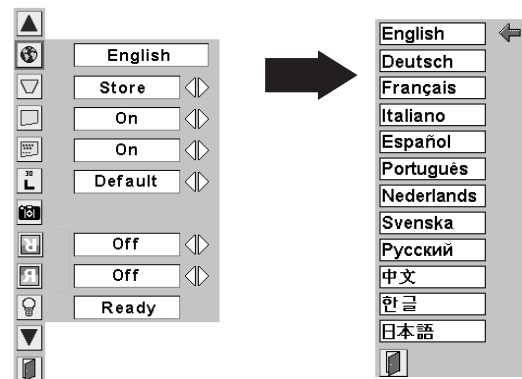 English
Store
On
On
Default
Off
Off
Ready
English
Deutsch
Français
Italiano
Español
Português
Nederlands
Svenska
Русский
中文
한글
日本語